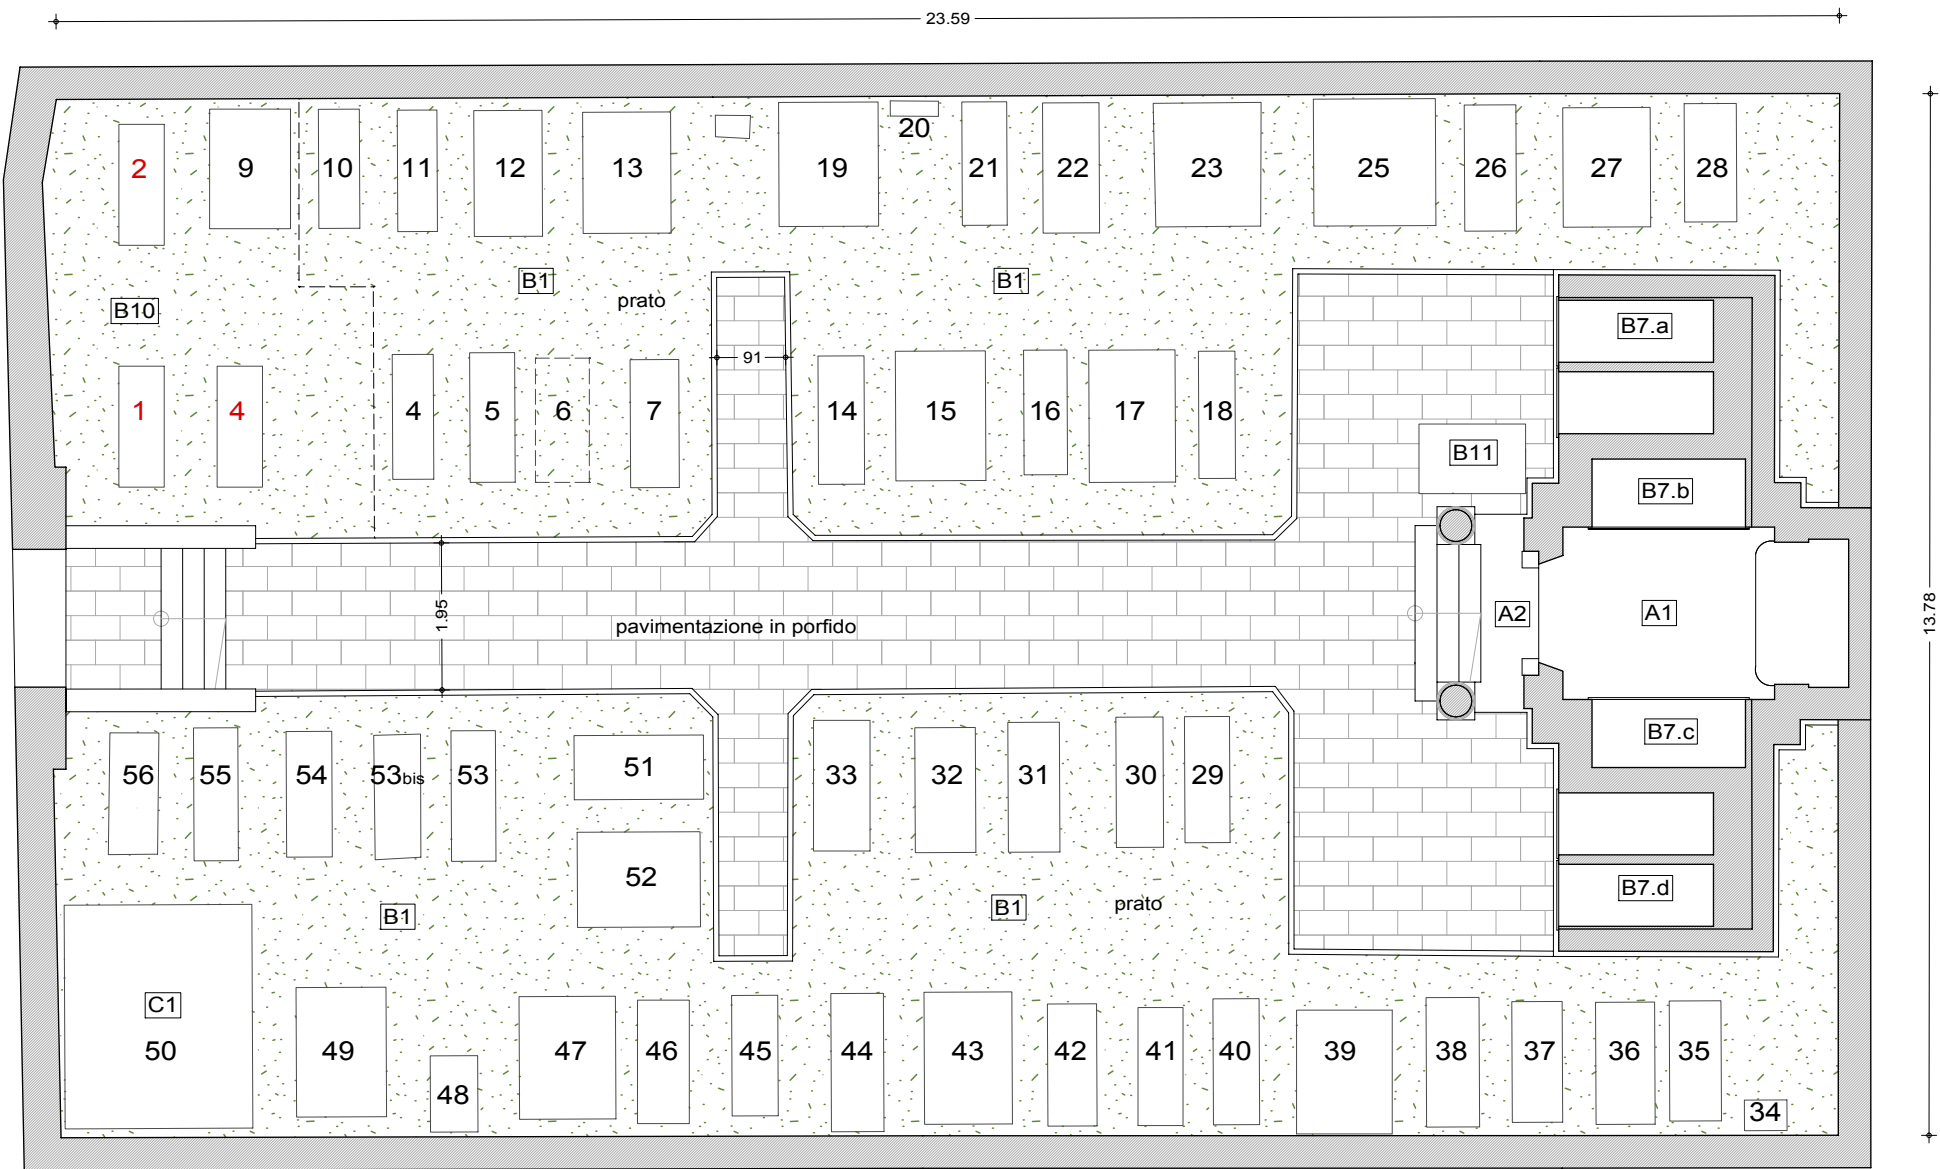 23.59
2 9 10 11 12 13 19 20 21 22 23 25 26 27 28
B1 B1
B10 prato B7.a
91
1 4 4 5 6 7 14 15 16 17 18
B11 B7.b
1.95 pavimentazione in porfido A2 A1 13.78
B7.c
56 55 54 53bis 53 51 33 32 31 30 29
52 B7.d
B1 B1 prato
C1
50 49 48 47 46 45 44 43 42 41 40 39 38 37 36 35
34